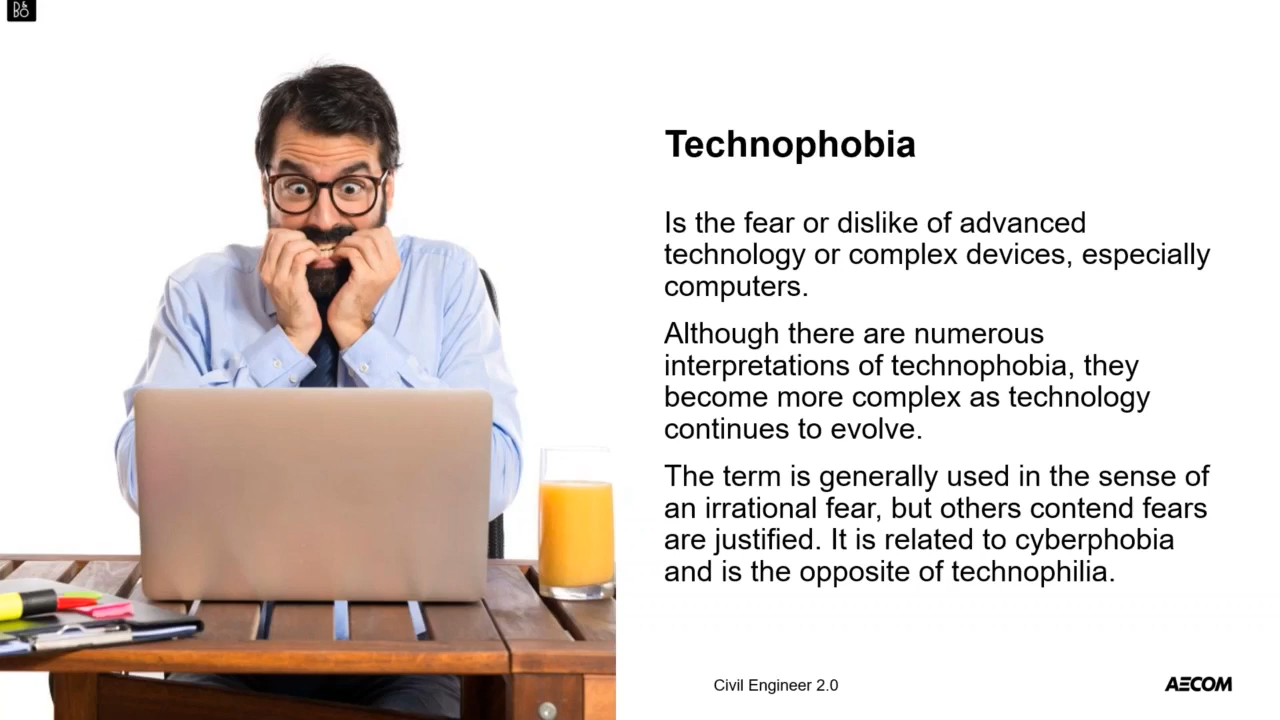 B&
BO
Technophobia
Is the fear or dislike of advanced
technology or complex devices, especially
computers.
Although there are numerous
interpretations of technophobia, they
become more complex as technology
continues to evolve.
The term is generally used in the sense of
an irrational fear, but others contend fears
are justified. It is related to cyberphobia
and is the opposite of technophilia.
Civil Engineer 2.0
AECOM